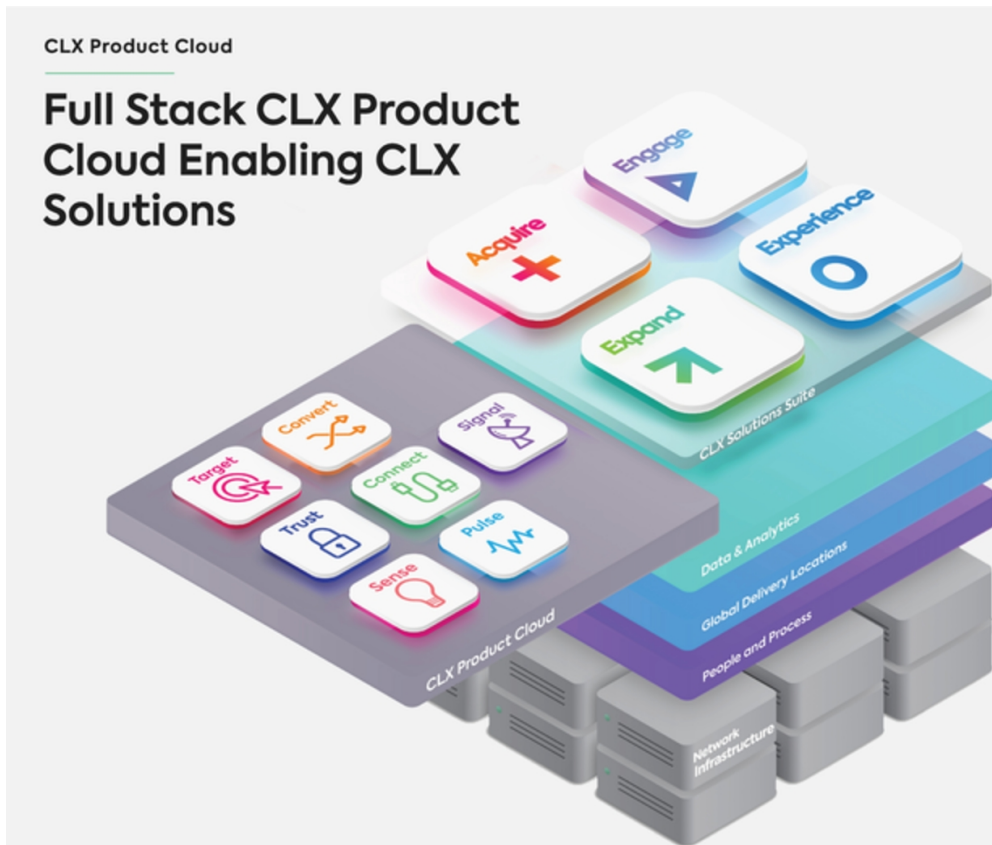 CLX Product Cloud
Full Stack CLX Product
Cloud Enabling CLX
Solutions
Engage
Acquire
Experience
Expand
CLX Solutions Suite
Convert
Signal
Target
Connect
Trust
Pulse
Sense
CLX Product Cloud
Data & Analytics
Global Delivery Locations
People and Process
Network
Infrastructure